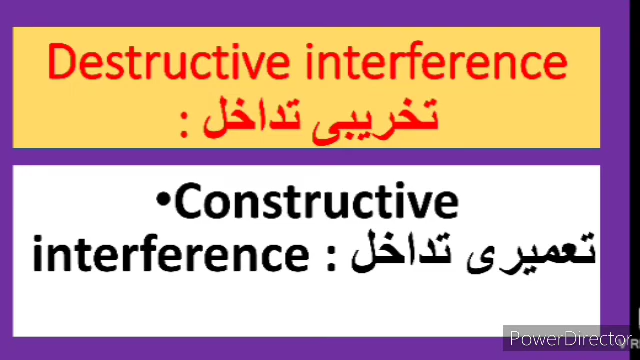 Destructive interference
تخریبی تداخل :
•Constructive
interference : تعمیری تداخل
PowerDirector